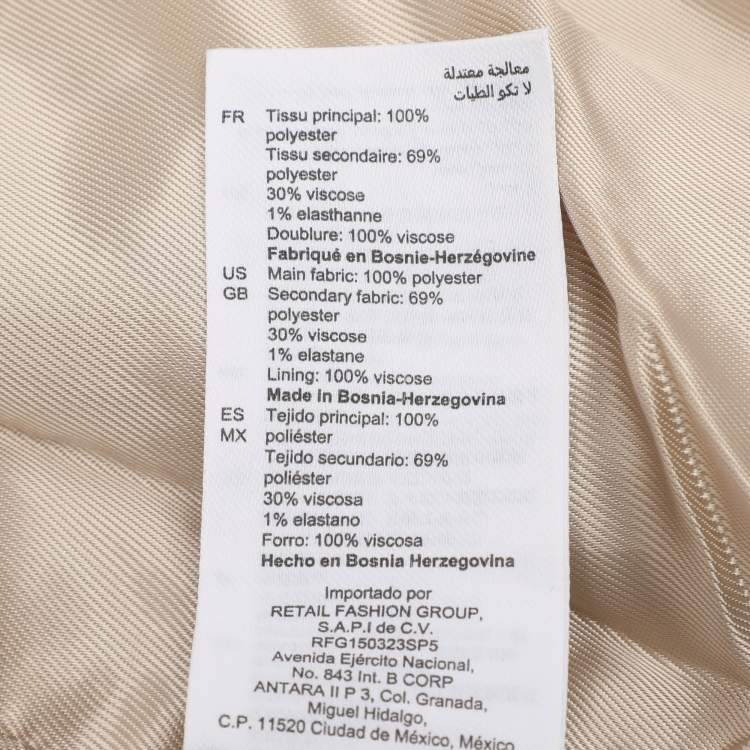 معالجة معتدلة
لا تكو الطيات
FR Tissu principal: 100%
polyester
Tissu secondaire: 69%
polyester
30% viscose
1% elasthanne
Doublure: 100% viscose
Fabriqué en Bosnie-Herzégovine
US Main fabric: 100% polyester
GB Secondary fabric: 69%
polyester
30% viscose
1% elastane
Lining: 100% viscose
Made in Bosnia-Herzegovina
ES Tejido principal: 100%
MX poliéster
Tejido secundario: 69%
poliéster
30% viscosa
1% elastano
Forro: 100% viscosa
Hecho en Bosnia Herzegovina
Importado por
RETAIL FASHION GROUP,
S.A.P.I de C.V.
RFG150323SP5
Avenida Ejército Nacional,
No. 843 Int. B CORP
ANTARA II P 3, Col. Granada,
Miguel Hidalgo,
C.P. 11520 Ciudad de México, México